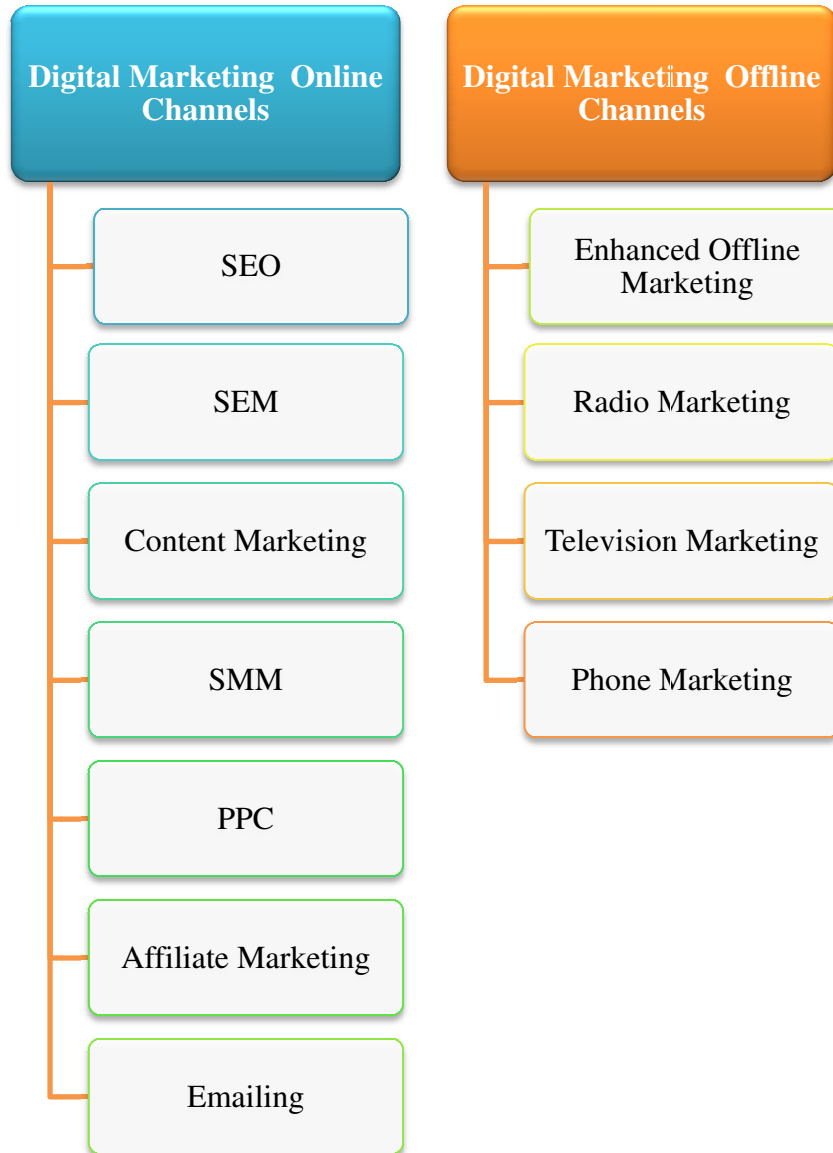 Digital Marketing Online
Channels
SEO
SEM
Content Marketing
SMM
PPC
Affiliate Marketing
Emailing
Digital Marketing Offline
Channels
Enhanced Offline
Marketing
Radio Marketing
Television Marketing
Phone Marketing